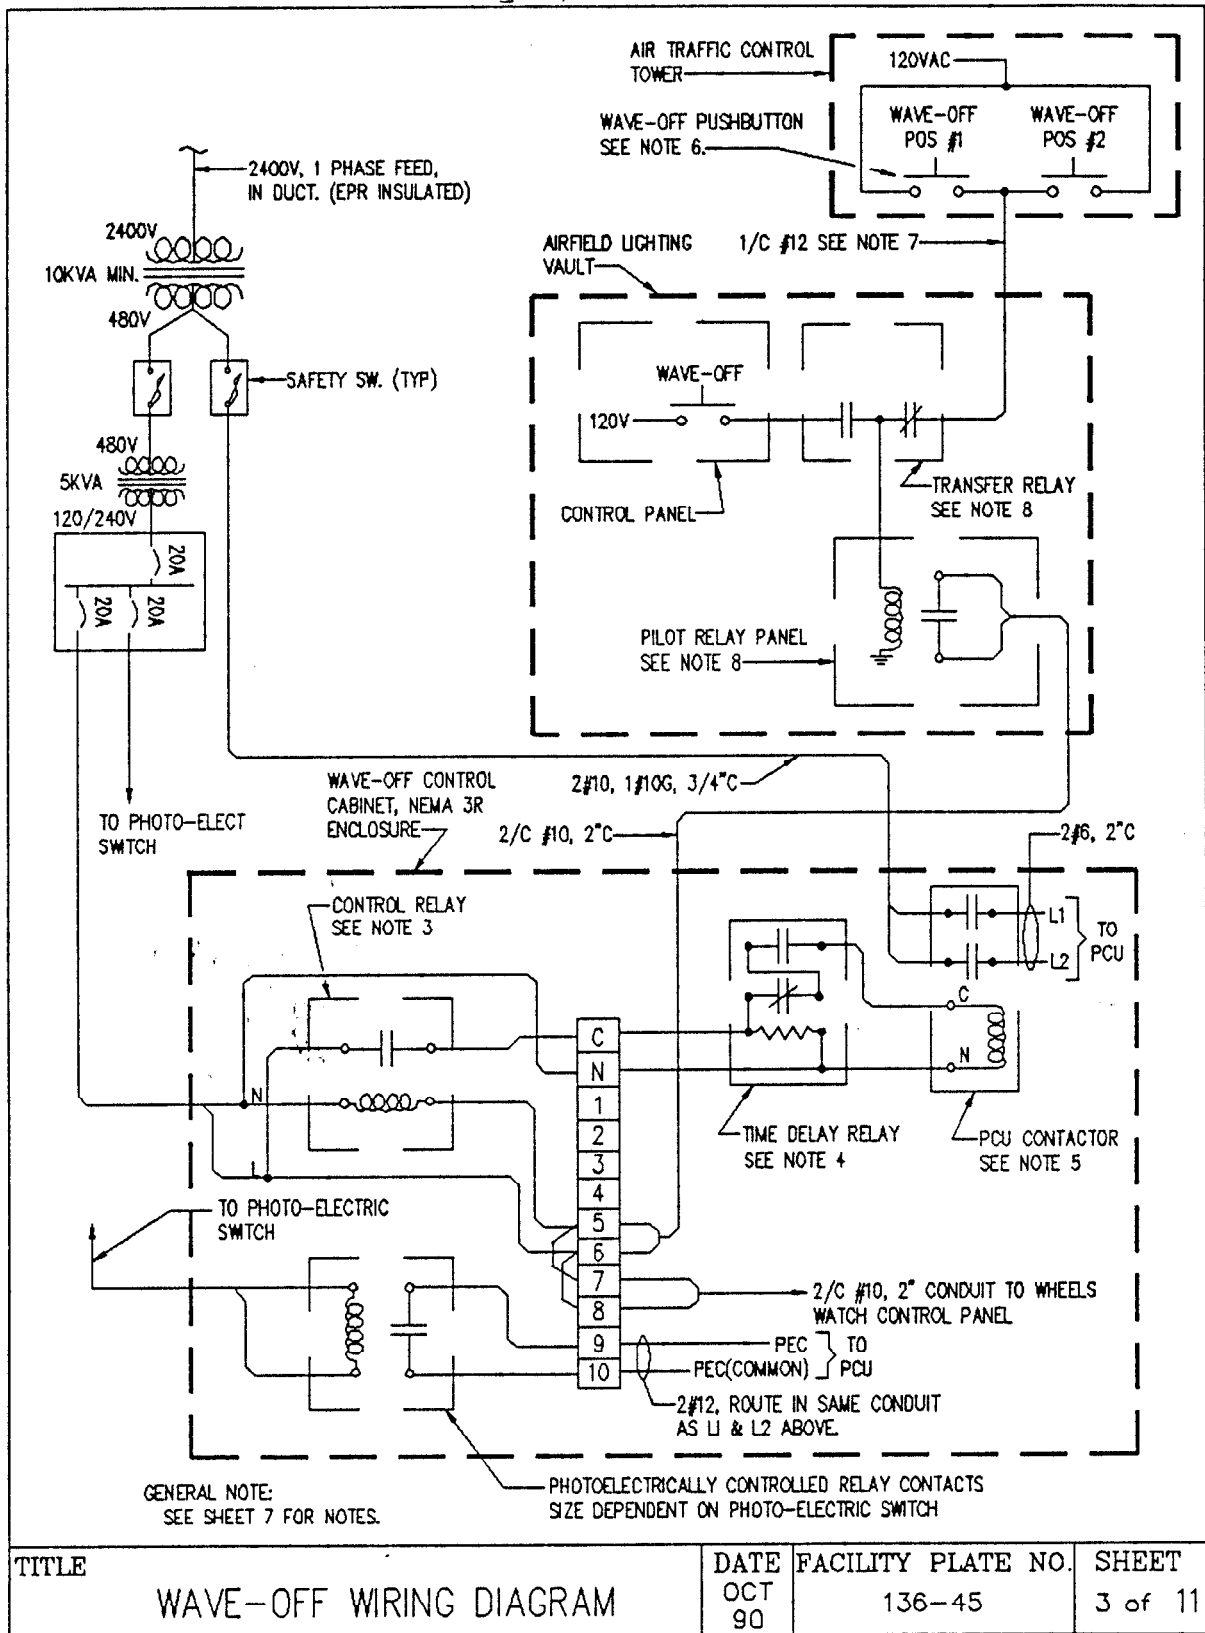 AIR TRAFFIC CONTROL
TOWER
120VAC
WAVE-OFF
POS #1
WAVE-OFF
POS #2
WAVE-OFF PUSHBUTTON
SEE NOTE 6.
2400V, 1 PHASE FEED,
IN DUCT. (EPR INSULATED)
2400V
10KVA MIN.
480V
AIRFIELD LIGHTING
VAULT
1/C #12 SEE NOTE 7
SAFETY SW. (TYP)
WAVE-OFF
120V
480V
5KVA
120/240V
20A
20A
20A
CONTROL PANEL
TRANSFER RELAY
SEE NOTE 8
PILOT RELAY PANEL
SEE NOTE 8
TO PHOTO-ELECT
SWITCH
WAVE-OFF CONTROL
CABINET, NEMA 3R
ENCLOSURE
2#10, 1#10G, 3/4"C
2/C #10, 2"C
2#6, 2"C
CONTROL RELAY
SEE NOTE 3
L1
L2
TO
PCU
C
N
C
N
1
2
3
4
5
6
7
8
9
10
N
L
TIME DELAY RELAY
SEE NOTE 4
PCU CONTACTOR
SEE NOTE 5
TO PHOTO-ELECTRIC
SWITCH
2/C #10, 2" CONDUIT TO WHEELS
WATCH CONTROL PANEL
PEC
PEC(COMMON)
TO
PCU
2#12, ROUTE IN SAME CONDUIT
AS L1 & L2 ABOVE.
PHOTOELECTRICALLY CONTROLLED RELAY CONTACTS
SIZE DEPENDENT ON PHOTO-ELECTRIC SWITCH
GENERAL NOTE:
SEE SHEET 7 FOR NOTES.
TITLE
WAVE-OFF WIRING DIAGRAM
DATE
OCT
90
FACILITY PLATE NO.
136-45
SHEET
3 of 11